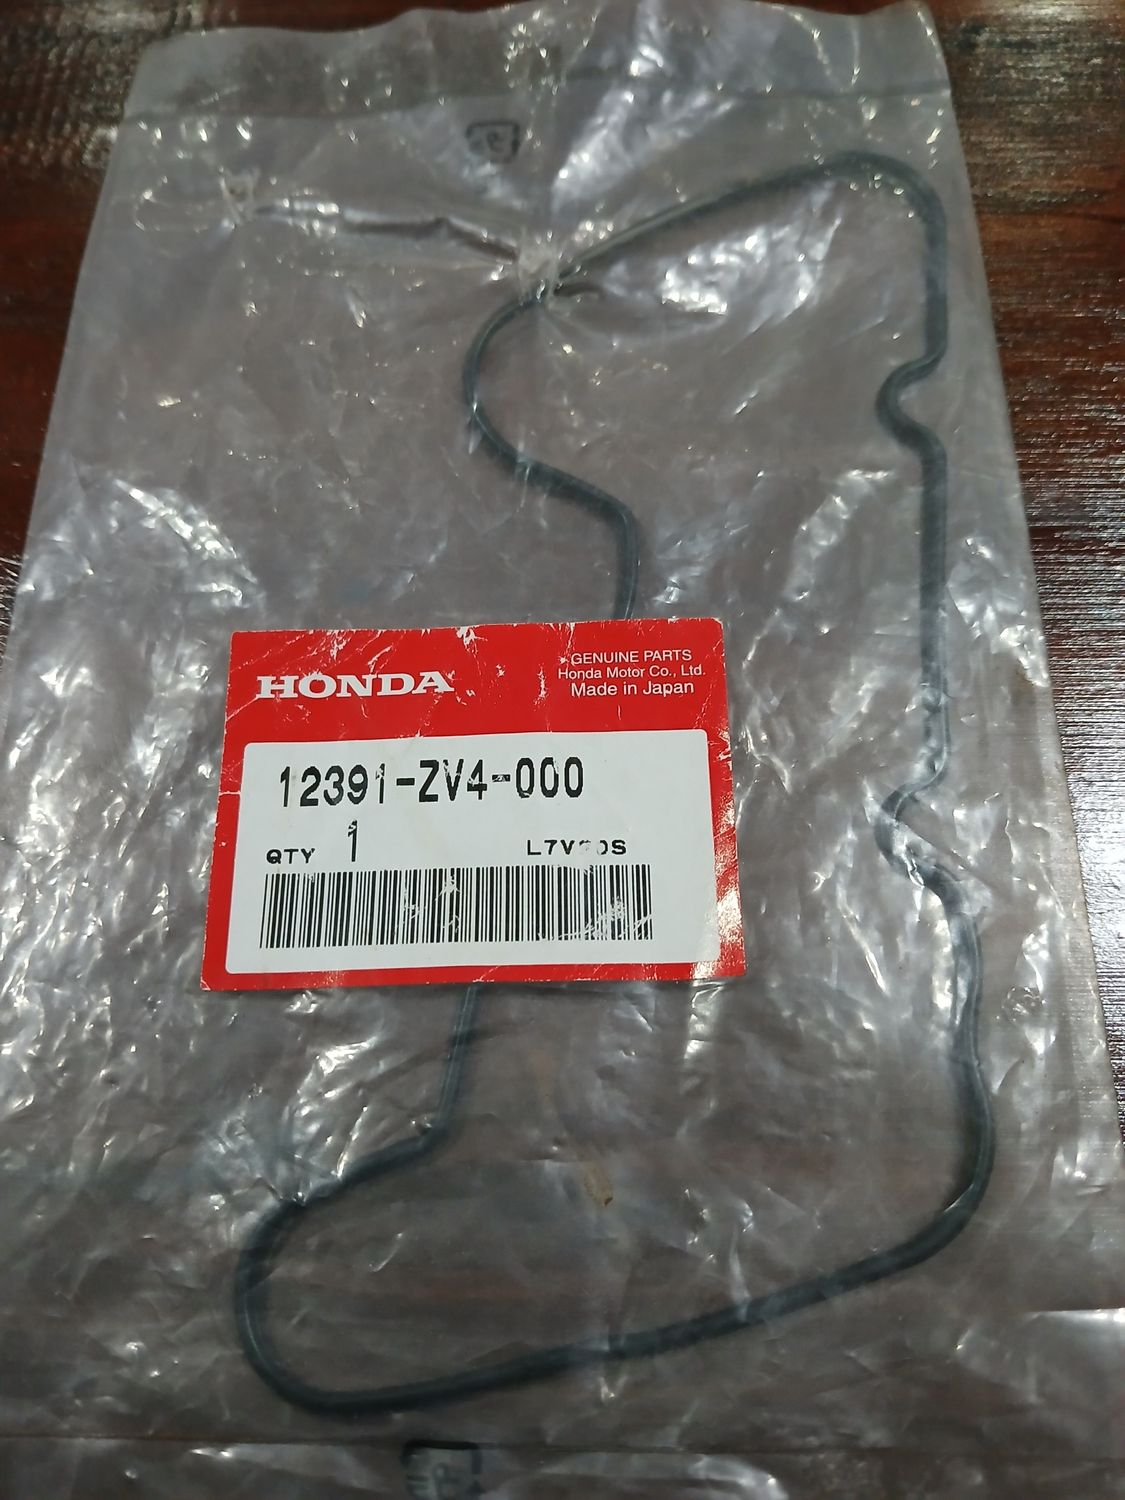 HONDA
GENUINE PARTS
Honda Motor Co., Ltd.
Made in Japan
12391-ZV4-000
QTY 1